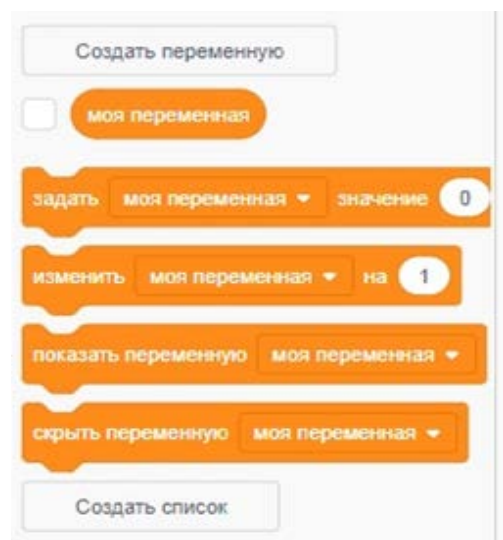 Создать переменную
моя переменная
задать моя переменная значение 0
изменить моя переменная на 1
показать переменную моя переменная
скрыть переменную моя переменная
Создать список